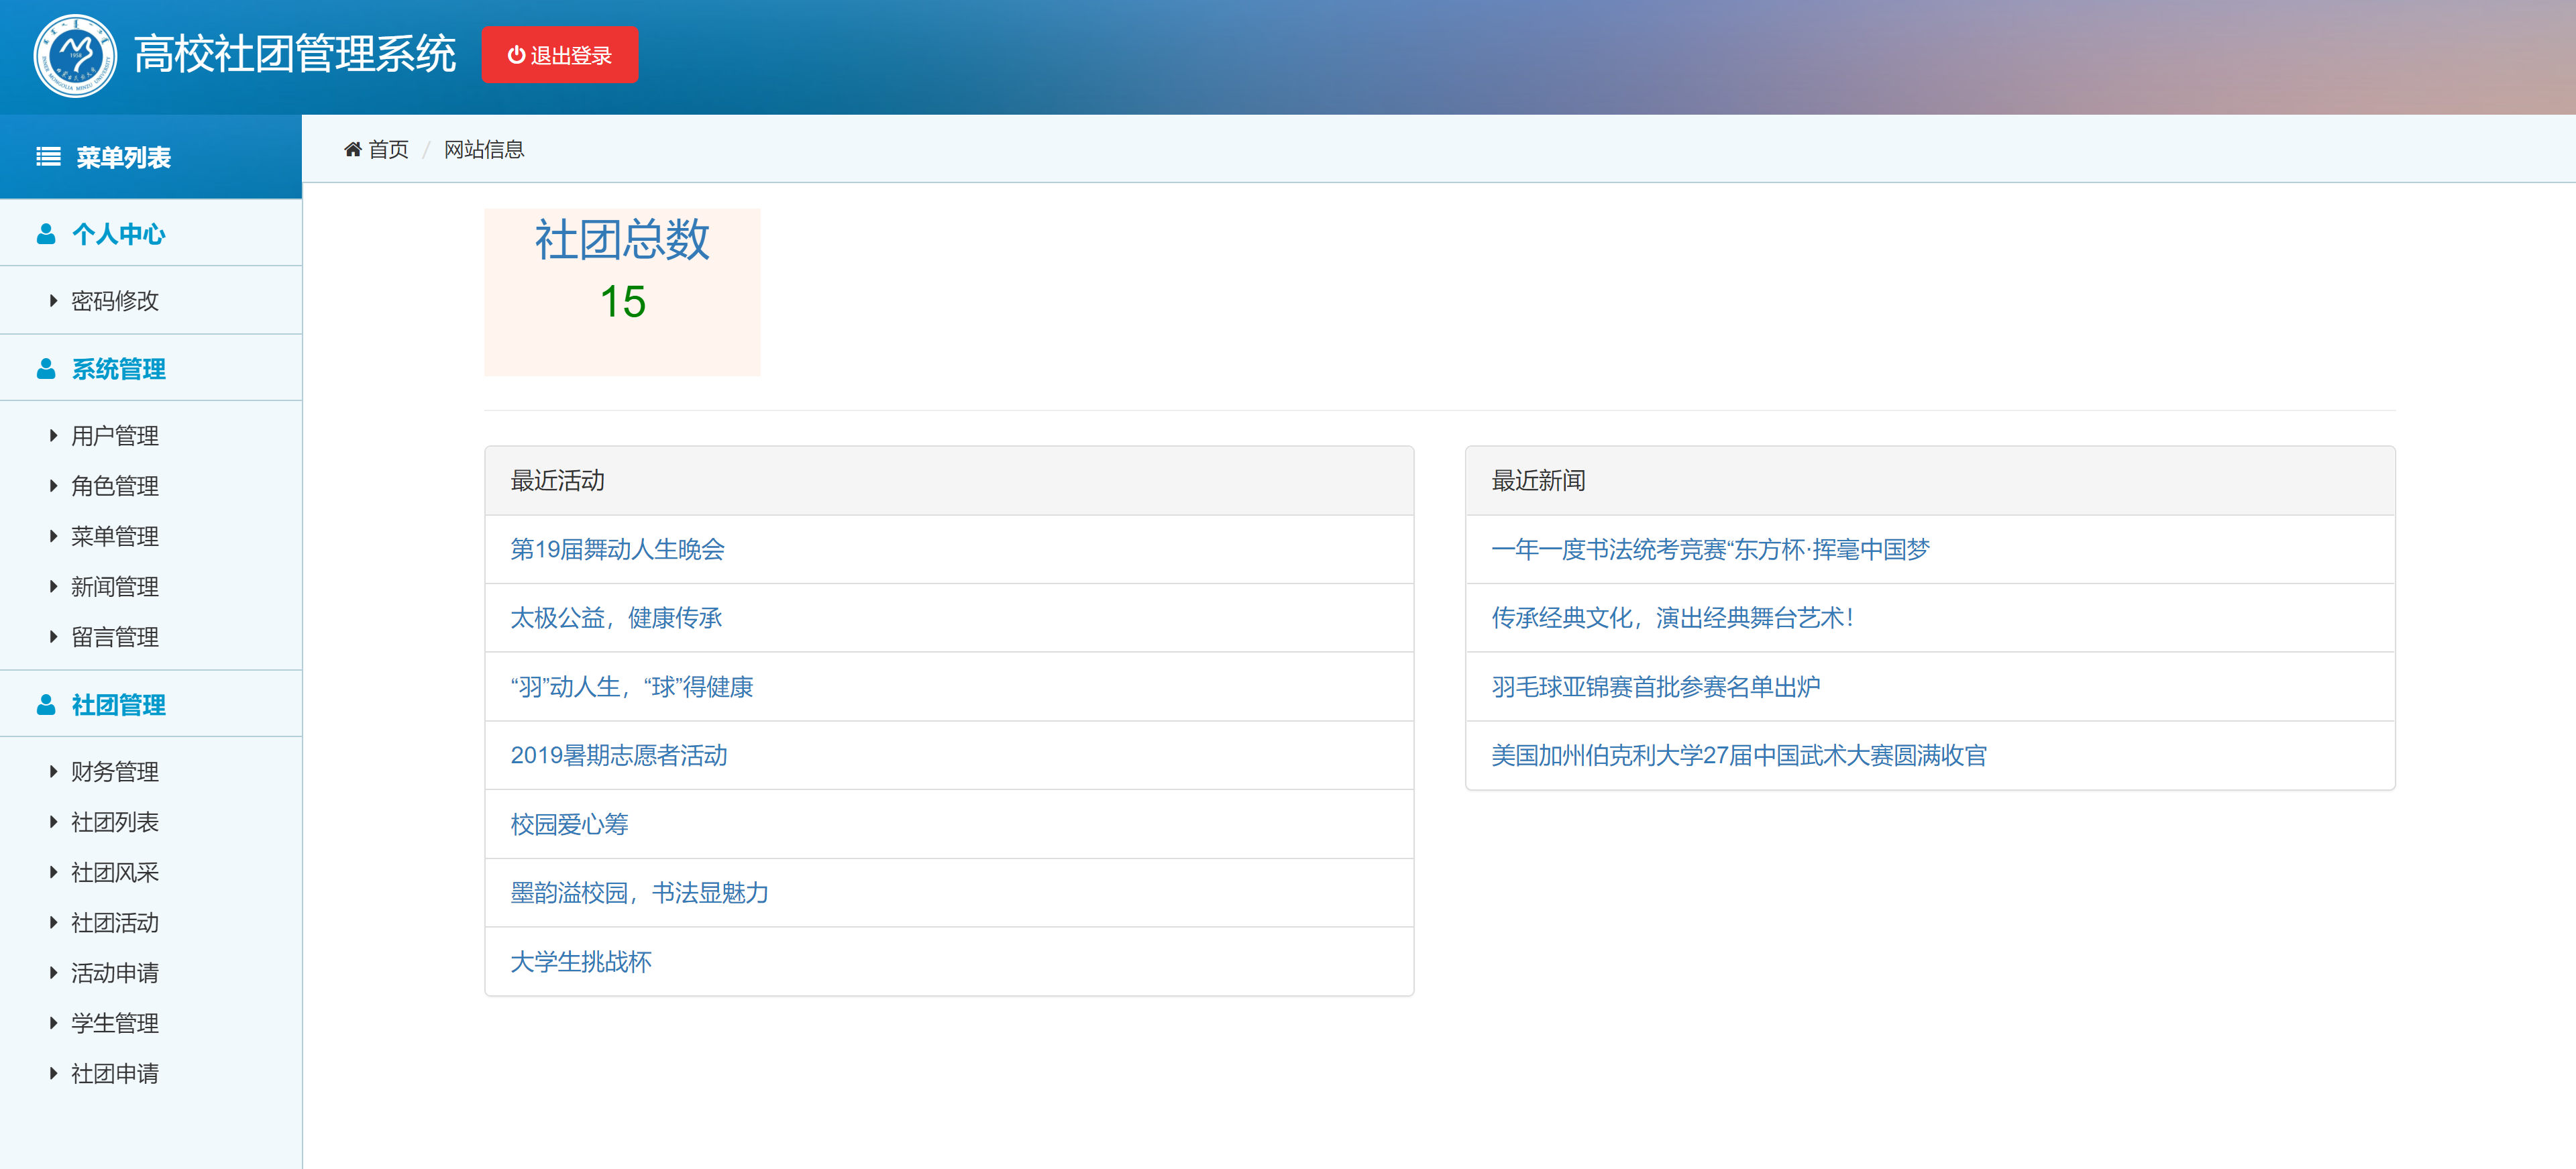 1958
INNER MONGOLIA MINZU UNIVERSITY
高校社团管理系统
退出登录
菜单列表
首页 / 网站信息
个人中心
密码修改
系统管理
用户管理
角色管理
菜单管理
新闻管理
留言管理
社团管理
财务管理
社团列表
社团风采
社团活动
活动申请
学生管理
社团申请
社团总数
15
最近活动
第19届舞动人生晚会
太极公益，健康传承
“羽”动人生，“球”得健康
2019暑期志愿者活动
校园爱心筹
墨韵溢校园，书法显魅力
大学生挑战杯
最近新闻
一年一度书法统考竞赛“东方杯·挥毫中国梦
传承经典文化，演出经典舞台艺术！
羽毛球亚锦赛首批参赛名单出炉
美国加州伯克利大学27届中国武术大赛圆满收官